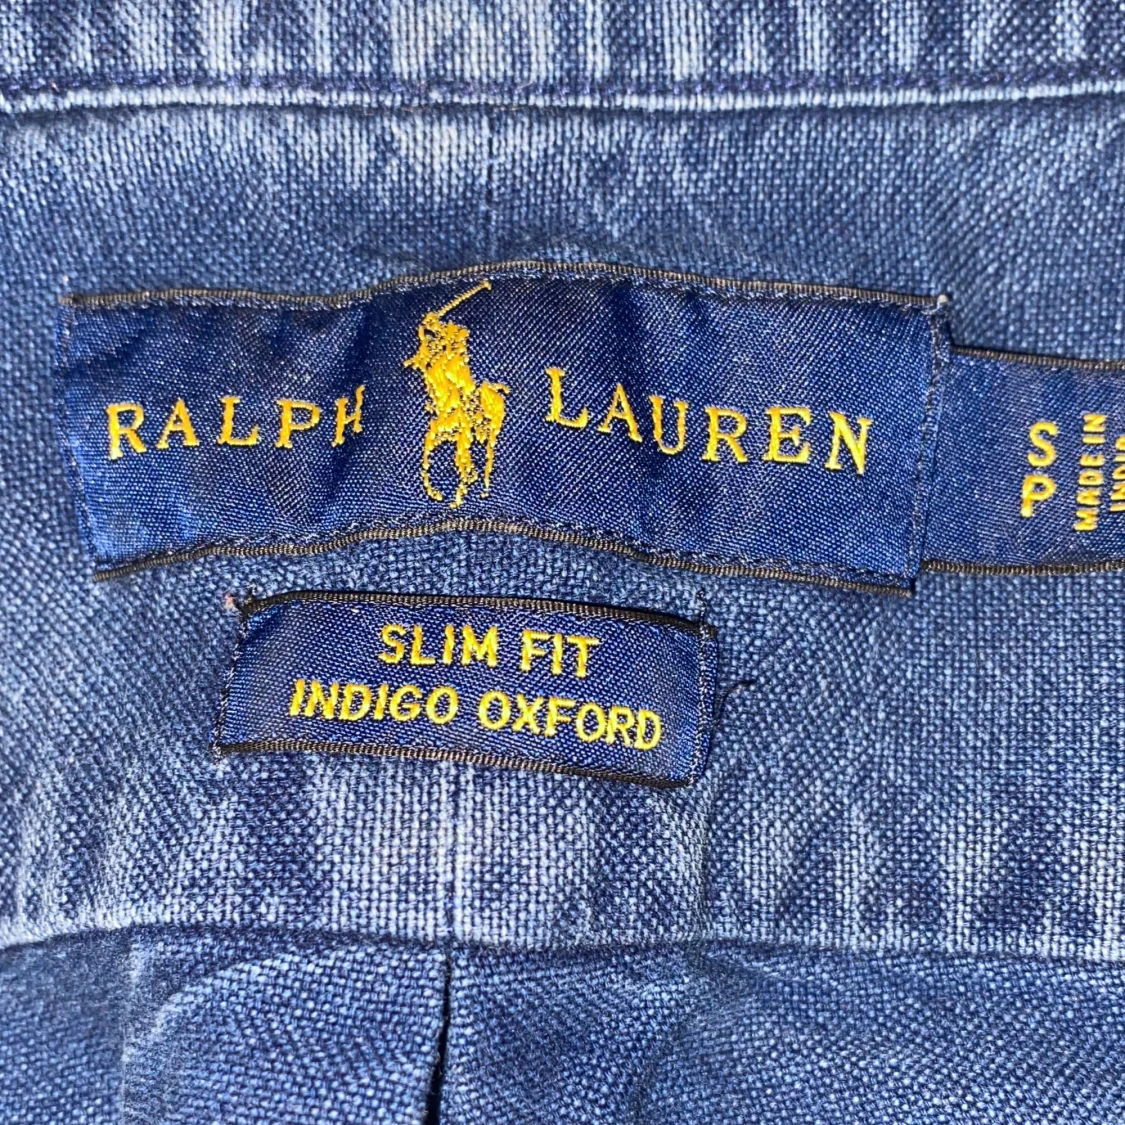 RALPH LAUREN
S
P
MADE IN
SLIM FIT
INDIGO OXFORD